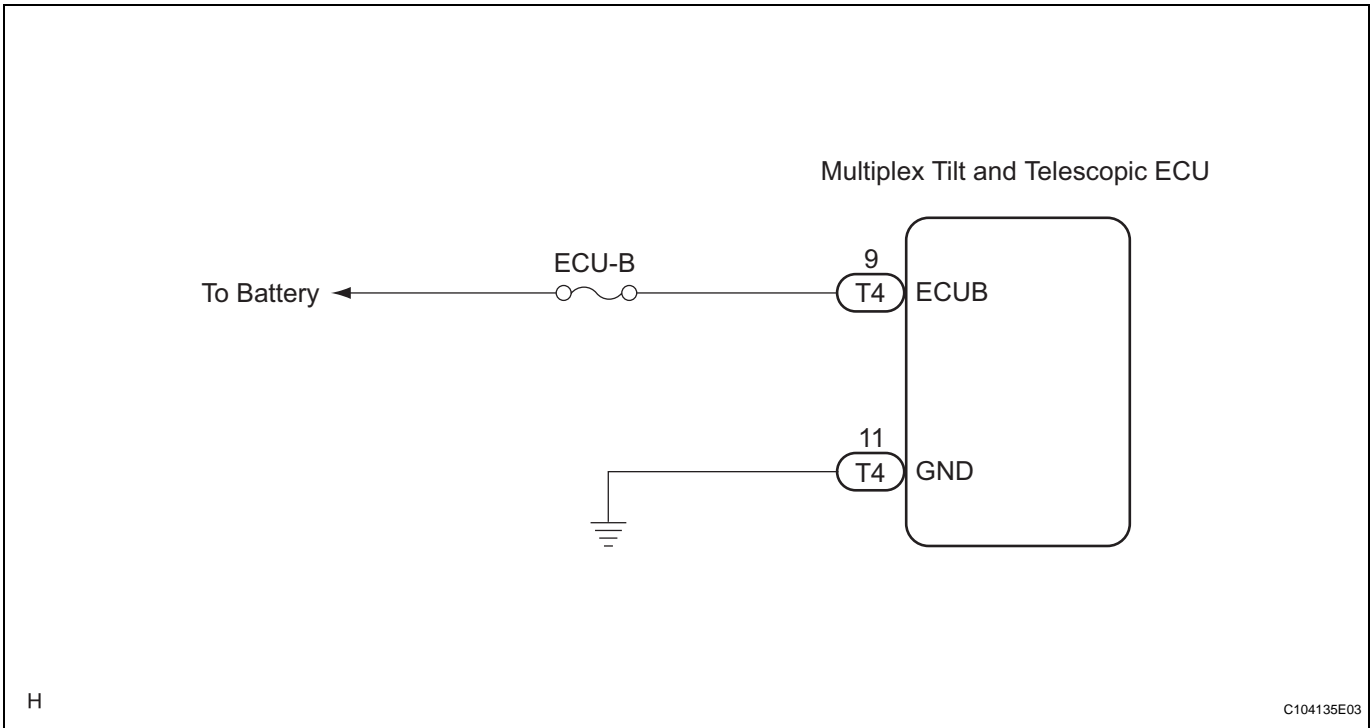 Multiplex Tilt and Telescopic ECU
ECU-B
To Battery
9
T4
ECUB
11
T4
GND
H
C104135E03